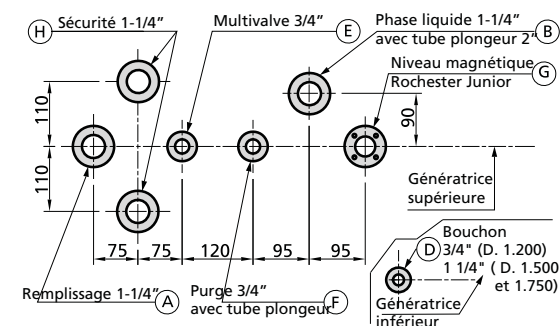 H
Sécurité 1-1/4”
Multivalve 3/4”
E
Phase liquide 1-1/4”
avec tube plongeur 2”
B
Niveau magnétique
Rochester Junior
G
110
110
90
Génératrice
supérieure
75
75
120
95
95
Remplissage 1-1/4”
A
Purge 3/4”
avec tube plongeur
F
D
Bouchon
3/4" (D. 1.200)
1 1/4" ( D. 1.500
et 1.750)
Génératrice
inférieur